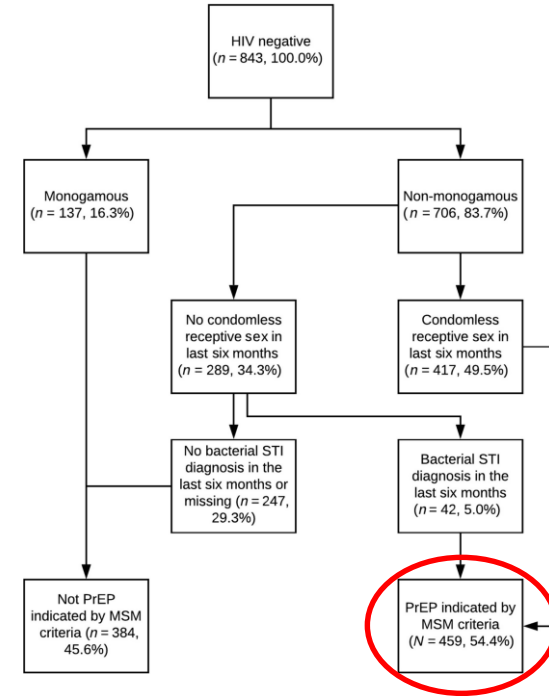 HIV negative
(n = 843, 100.0%)
Monogamous
(n = 137, 16.3%)
Non-monogamous
(n = 706, 83.7%)
No condomless
receptive sex in
last six months
(n = 289, 34.3%)
Condomless
receptive sex in
last six months
(n = 417, 49.5%)
No bacterial STI
diagnosis in the
last six months or
missing (n = 247,
29.3%)
Bacterial STI
diagnosis in the
last six months
(n = 42, 5.0%)
Not PrEP
indicated by MSM
criteria (n = 384,
45.6%)
PrEP indicated by
MSM criteria
(N = 459, 54.4%)